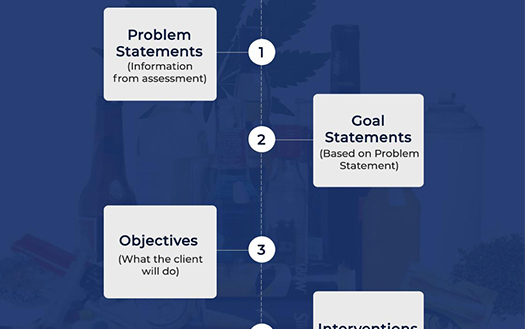 Problem
Statements
(Information
from assessment)
1
Goal
Statements
(Based on Problem
Statement)
2
Objectives
(What the client
will do)
3
Interventions